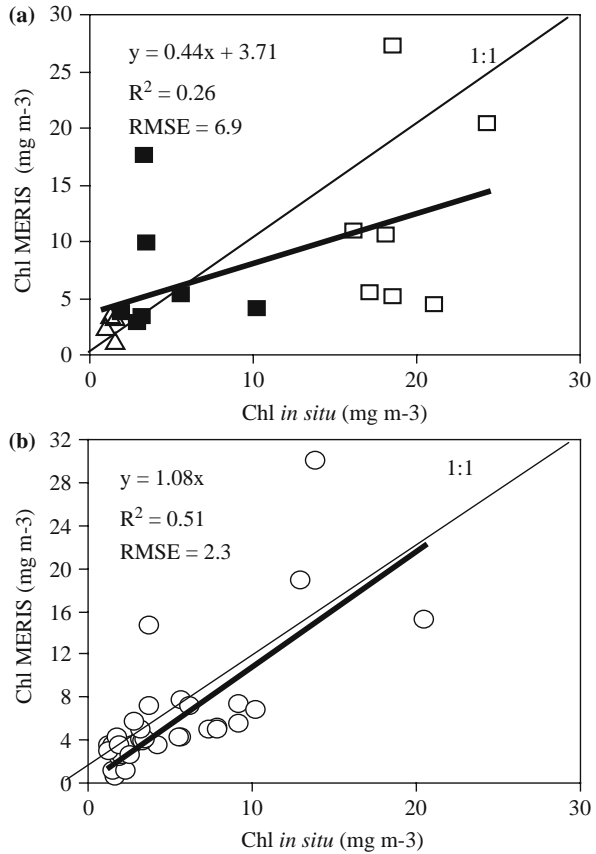 (a)
30
25
20
15
10
5
0
Chl MERIS (mg m-3)
y = 0.44x + 3.71
R² = 0.26
RMSE = 6.9
1:1
0 10 20 30
Chl in situ (mg m-3)
(b)
32
28
24
20
16
12
8
4
0
Chl MERIS (mg m-3)
y = 1.08x
R² = 0.51
RMSE = 2.3
1:1
0 10 20 30
Chl in situ (mg m-3)